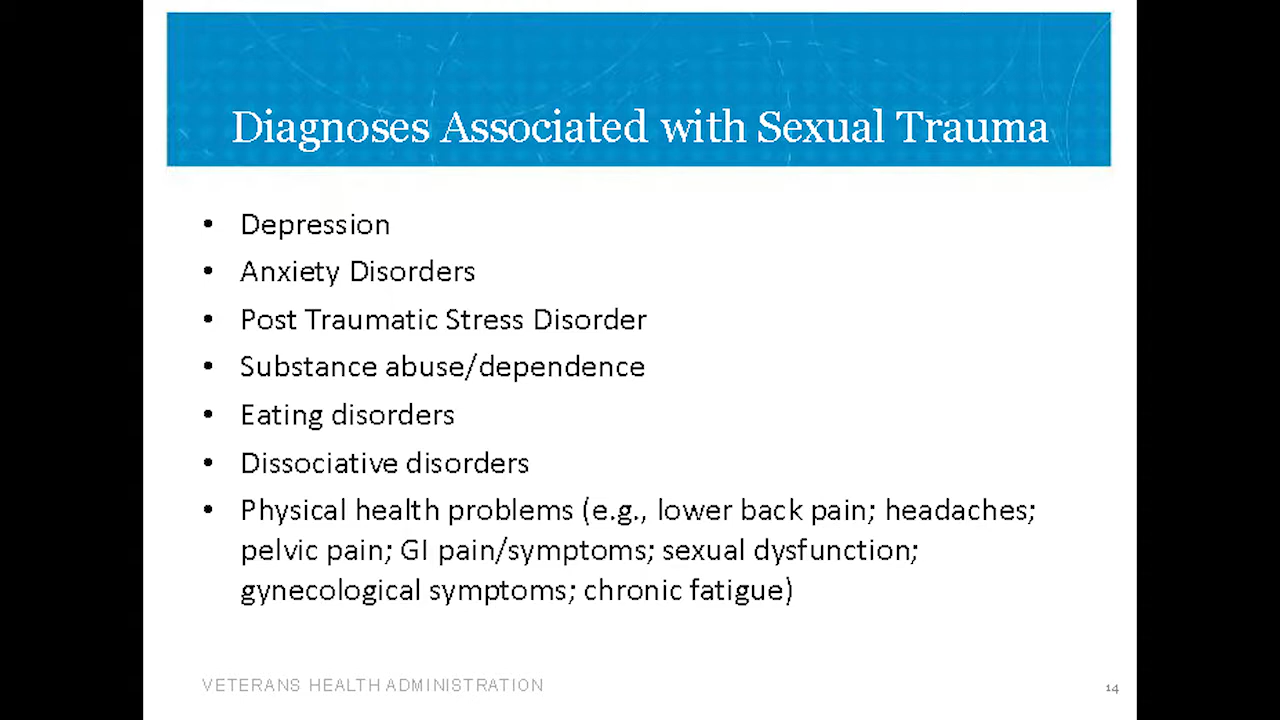 Diagnoses Associated with Sexual Trauma
• Depression
• Anxiety Disorders
• Post Traumatic Stress Disorder
• Substance abuse/dependence
• Eating disorders
• Dissociative disorders
• Physical health problems (e.g., lower back pain; headaches;
pelvic pain; GI pain/symptoms; sexual dysfunction;
gynecological symptoms; chronic fatigue)
VETERANS HEALTH ADMINISTRATION
14